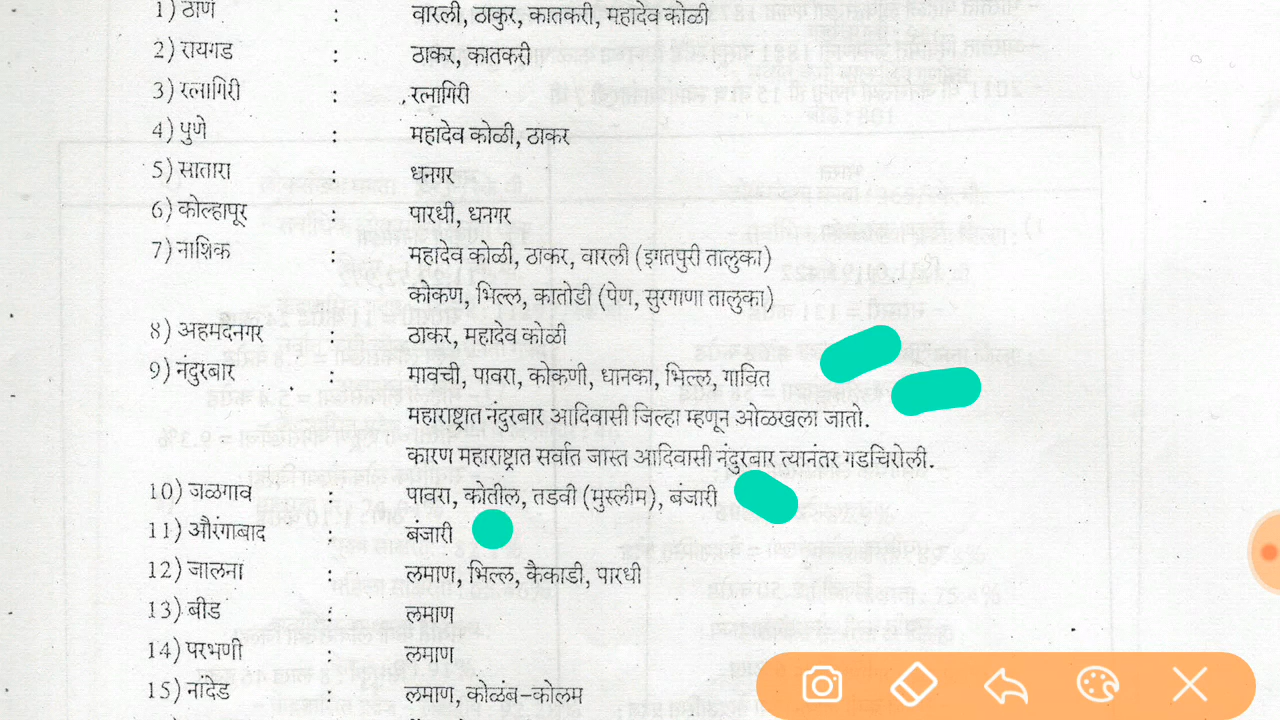 1) ठाणे : वारली, ठाकुर, कातकरी, महादेव कोळी
2) रायगड : ठाकर, कातकरी
3) रत्नागिरी : रत्नागिरी
4) पुणे : महादेव कोळी, ठाकर
5) सातारा : धनगर
6) कोल्हापूर : पारधी, धनगर
7) नाशिक : महादेव कोळी, ठाकर, वारली (इगतपुरी तालुका)
कोकण, भिल्ल, कातोडी (पेण, सुरगाणा तालुका)
8) अहमदेनगर : ठाकर, महादेव कोळी
9) नंदुरबार : मावची, पावरा, कोकणी, धानका, भिल्ल, गावित
महाराष्ट्रात नंदुरबार आदिवासी जिल्हा म्हणून ओळखला जातो.
कारण महाराष्ट्रात सर्वात जास्त आदिवासी नंदुरबार त्यानंतर गडचिरोली.
10) जळगाव : पावरा, कोतील, तडवी (मुस्लीम), बंजारी
11) औरंगाबाद : बंजारी
12) जालना : लमाण, भिल्ल, कैकाडी, पारधी
13) बीड : लमाण
14) परभणी : लमाण
15) नांदेड : लमाण, कोळंब-कोलम